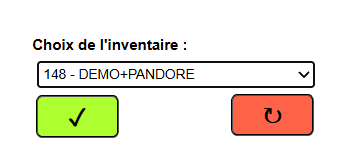 Choix de l'inventaire :
148 - DEMO+PANDORE
✓ ↻